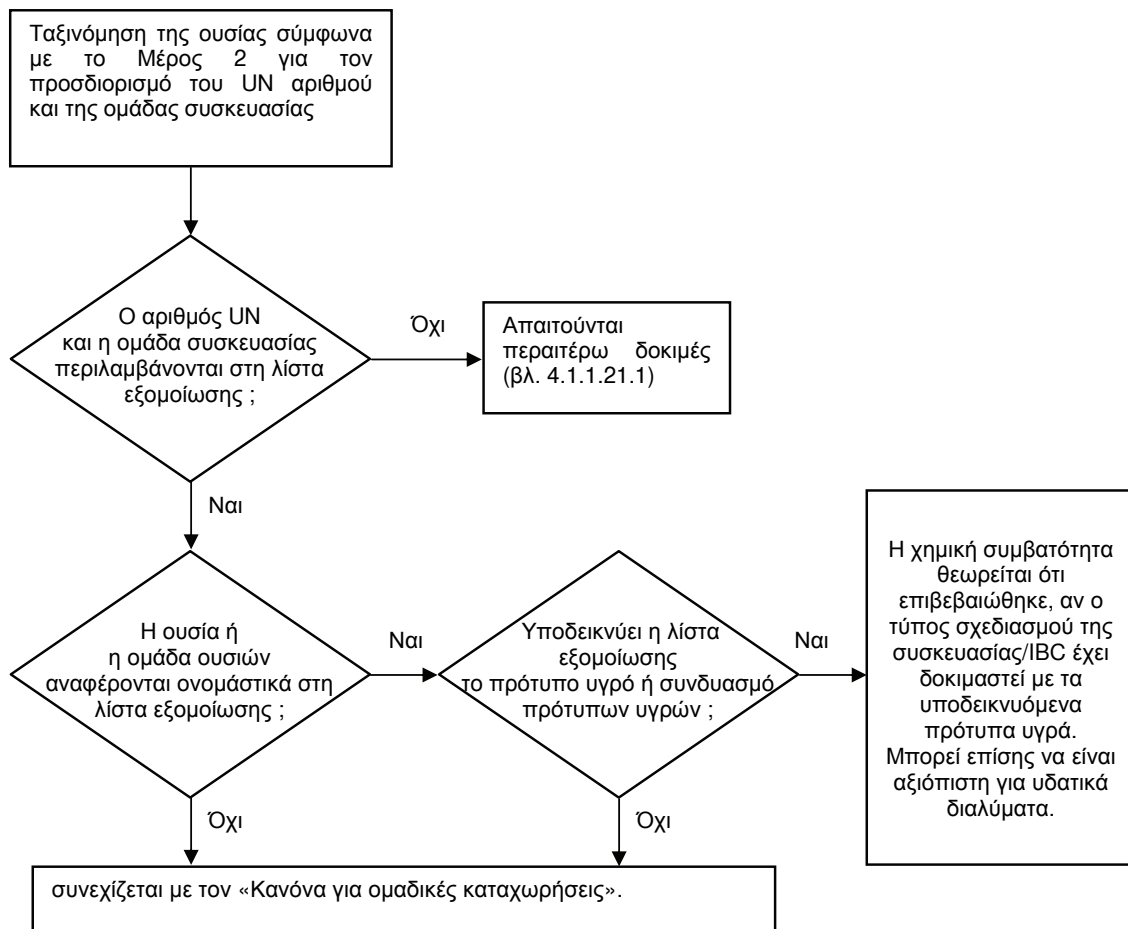 Ταξινόμηση της ουσίας σύμφωνα
με το Μέρος 2 για τον
προσδιορισμό του UN αριθμού
και της ομάδας συσκευασίας
Ο αριθμός UN
και η ομάδα συσκευασίας
περιλαμβάνονται στη λίστα
εξομοίωσης ;
Όχι
Απαιτούνται
περαιτέρω δοκιμές
(βλ. 4.1.1.21.1)
Ναι
Η ουσία ή
η ομάδα ουσιών
αναφέρονται ονομάστικά στη
λίστα εξομοίωσης ;
Ναι
Υποδεικνύει η λίστα
εξομοίωσης
το πρότυπο υγρό ή συνδυασμό
πρότυπων υγρών ;
Ναι
Η χημική συμβατότητα
θεωρείται ότι
επιβεβαιώθηκε, αν ο
τύπος σχεδιασμού της
συσκευασίας/IBC έχει
δοκιμαστεί με τα
υποδεικνυόμενα
πρότυπα υγρά.
Μπορεί επίσης να είναι
αξιόπιστη για υδατικά
διαλύματα.
Όχι
Όχι
συνεχίζεται με τον «Κανόνα για ομαδικές καταχωρήσεις».